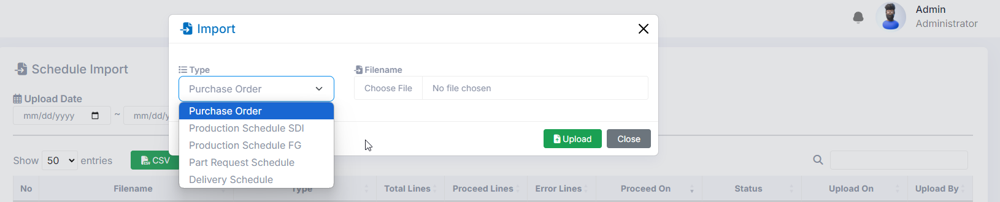 Admin
Administrator
Import
Schedule Import
Type
Filename
Purchase Order
Choose File
No file chosen
Upload Date
mm/dd/yyyy
~
mm/dd/y
Purchase Order
Production Schedule SDI
Production Schedule FG
Part Request Schedule
Delivery Schedule
Upload
Close
Show 50 entries
CSV
No
Filename
Type
Total Lines
Proceed Lines
Error Lines
Proceed On
Status
Upload On
Upload By